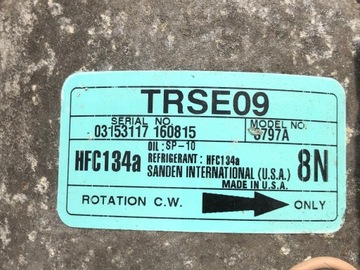 TRSE09
SERIAL NO. MODEL NO.
03153117 160815 6797A
OIL:SP-10
HFC134a REFRIGERANT: HFC134a 8N
SANDEN INTERNATIONAL (U.S.A.)
MADE IN U.S.A.
ROTATION C.W. ONLY